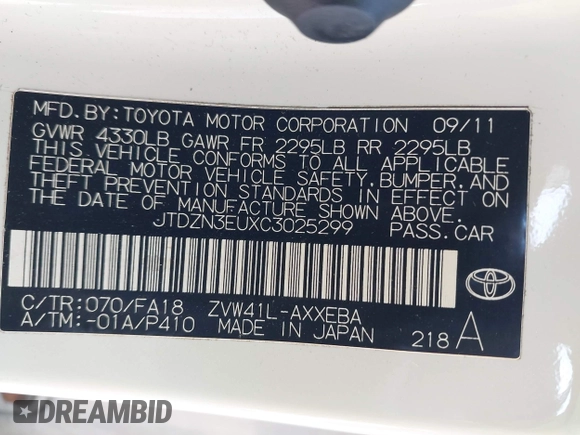 MFD. BY: TOYOTA MOTOR CORPORATION 09/11
GVWR 4330LB GAWR FR 2295LB RR 2295LB
THIS VEHICLE CONFORMS TO ALL APPLICABLE
FEDERAL MOTOR VEHICLE SAFETY, BUMPER, AND
THEFT PREVENTION STANDARDS IN EFFECT ON
THE DATE OF MANUFACTURE SHOWN ABOVE.
JTDZN3EUXC3025299 PASS. CAR
C/TR: 070/FA18 ZVW41L-AXXEBA
A/TM: -01A/P410 MADE IN JAPAN 218 A
TOYOTA
DREAMBID